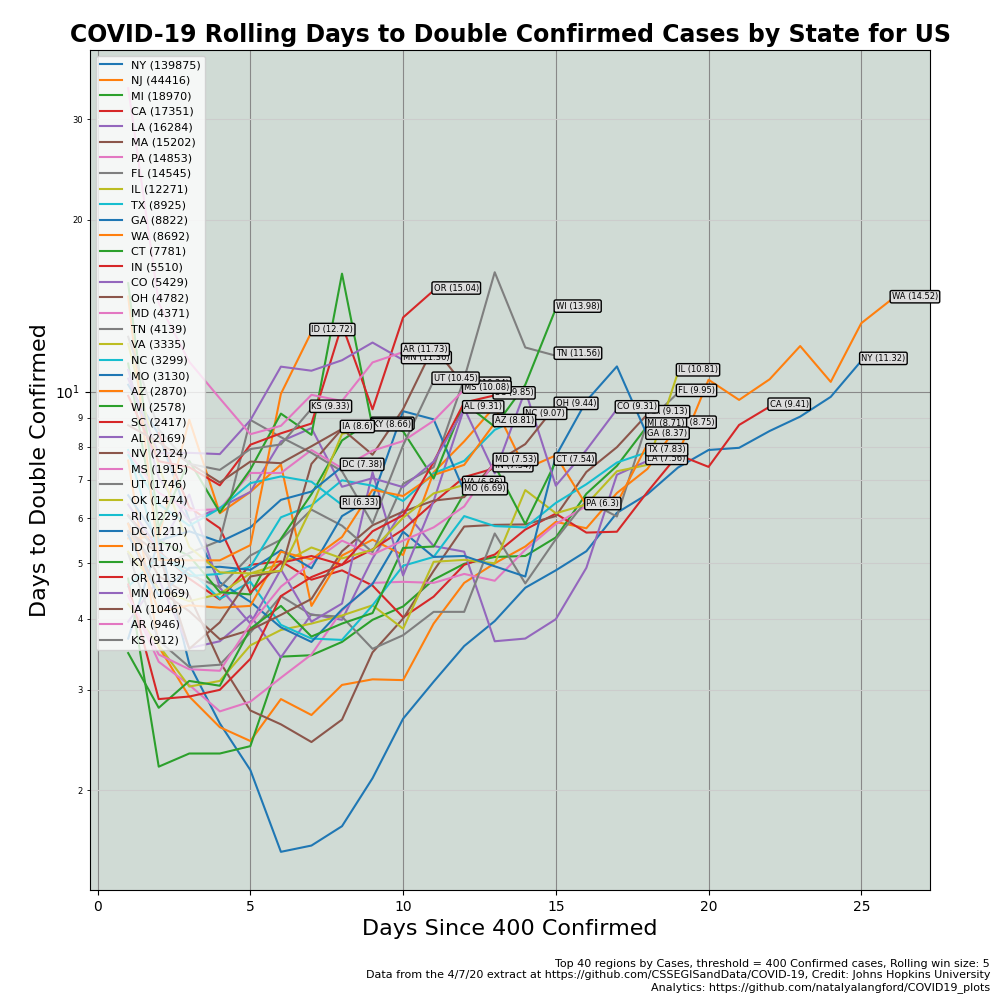 COVID-19 Rolling Days to Double Confirmed Cases by State for US
NY (139875)
NJ (44416)
MI (18970)
CA (17351)
LA (16284)
MA (15202)
PA (14853)
FL (14545)
IL (12271)
TX (8925)
GA (8822)
WA (8692)
CT (7781)
IN (5510)
CO (5429)
OH (4782)
MD (4371)
TN (4139)
VA (3335)
NC (3299)
MO (3130)
AZ (2870)
WI (2578)
SC (2417)
AL (2169)
NV (2124)
MS (1915)
UT (1746)
OK (1474)
RI (1229)
DC (1211)
ID (1170)
KY (1149)
OR (1132)
MN (1069)
IA (1046)
AR (946)
KS (912)
30
20
10¹
9
8
7
6
5
4
3
2
Days to Double Confirmed
OR (15.04)
WA (14.52)
WI (13.98)
ID (12.72)
AR (11.73)
TN (11.56)
NY (11.32)
IL (10.81)
UT (10.45)
MS (10.08)
FL (9.95)
KS (9.33)
AL (9.31)
OH (9.44)
CO (9.31)
CA (9.41)
NC (9.07)
AZ (8.81)
IA (8.6)
KY (8.66)
MI (8.71)
GA (8.37)
TX (7.83)
DC (7.38)
MD (7.53)
CT (7.54)
MO (6.69)
RI (6.33)
PA (6.3)
0 5 10 15 20 25
Days Since 400 Confirmed
Top 40 regions by Cases, threshold = 400 Confirmed cases, Rolling win size: 5
Data from the 4/7/20 extract at https://github.com/CSSEGISandData/COVID-19, Credit: Johns Hopkins University
Analytics: https://github.com/natalyalangford/COVID19_plots